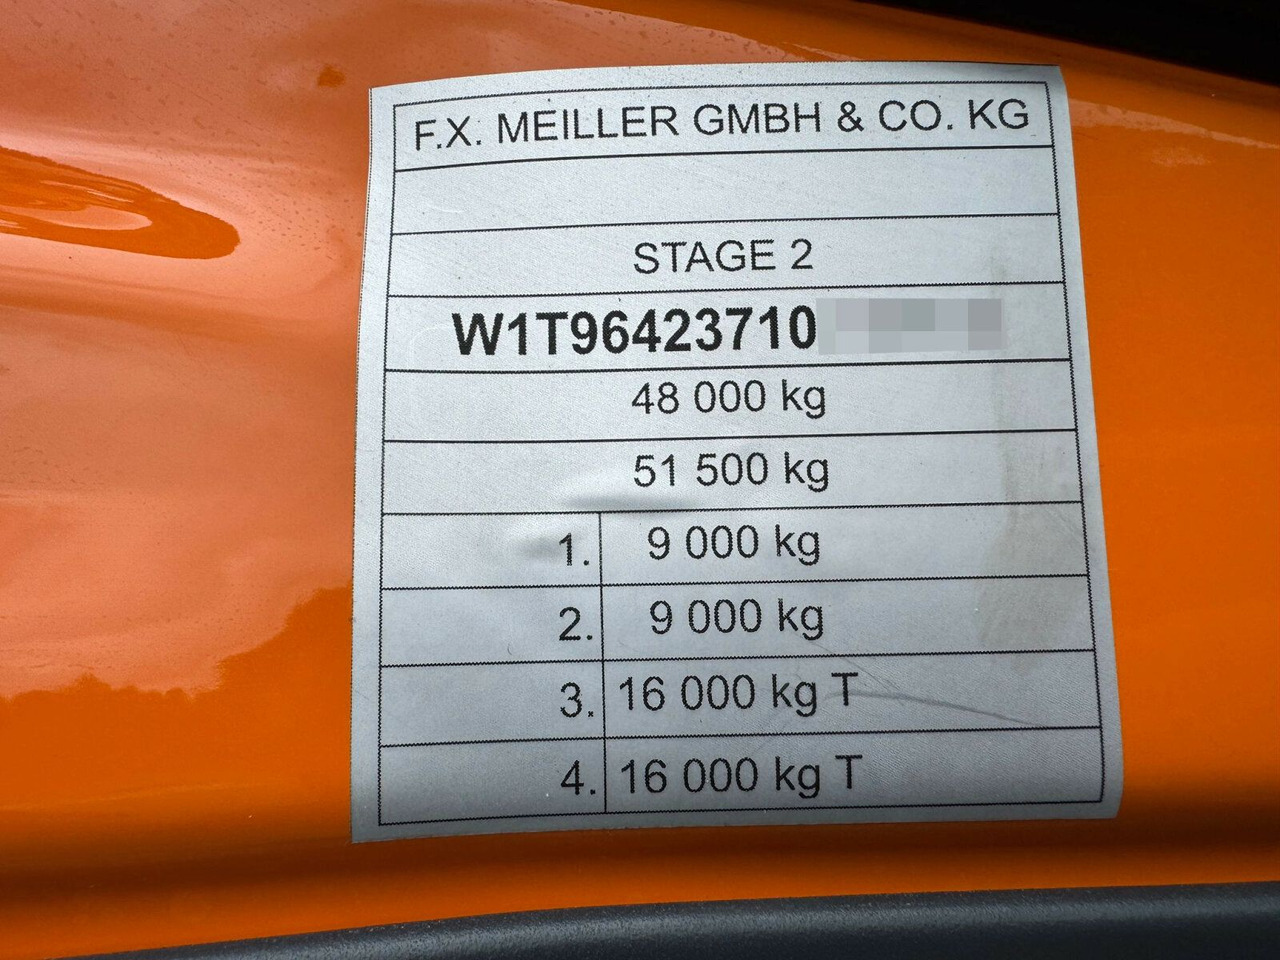 F.X. MEILLER GMBH & CO. KG
STAGE 2
W1T96423710
48 000 kg
51 500 kg
1. 9 000 kg
2. 9 000 kg
3. 16 000 kg T
4. 16 000 kg T